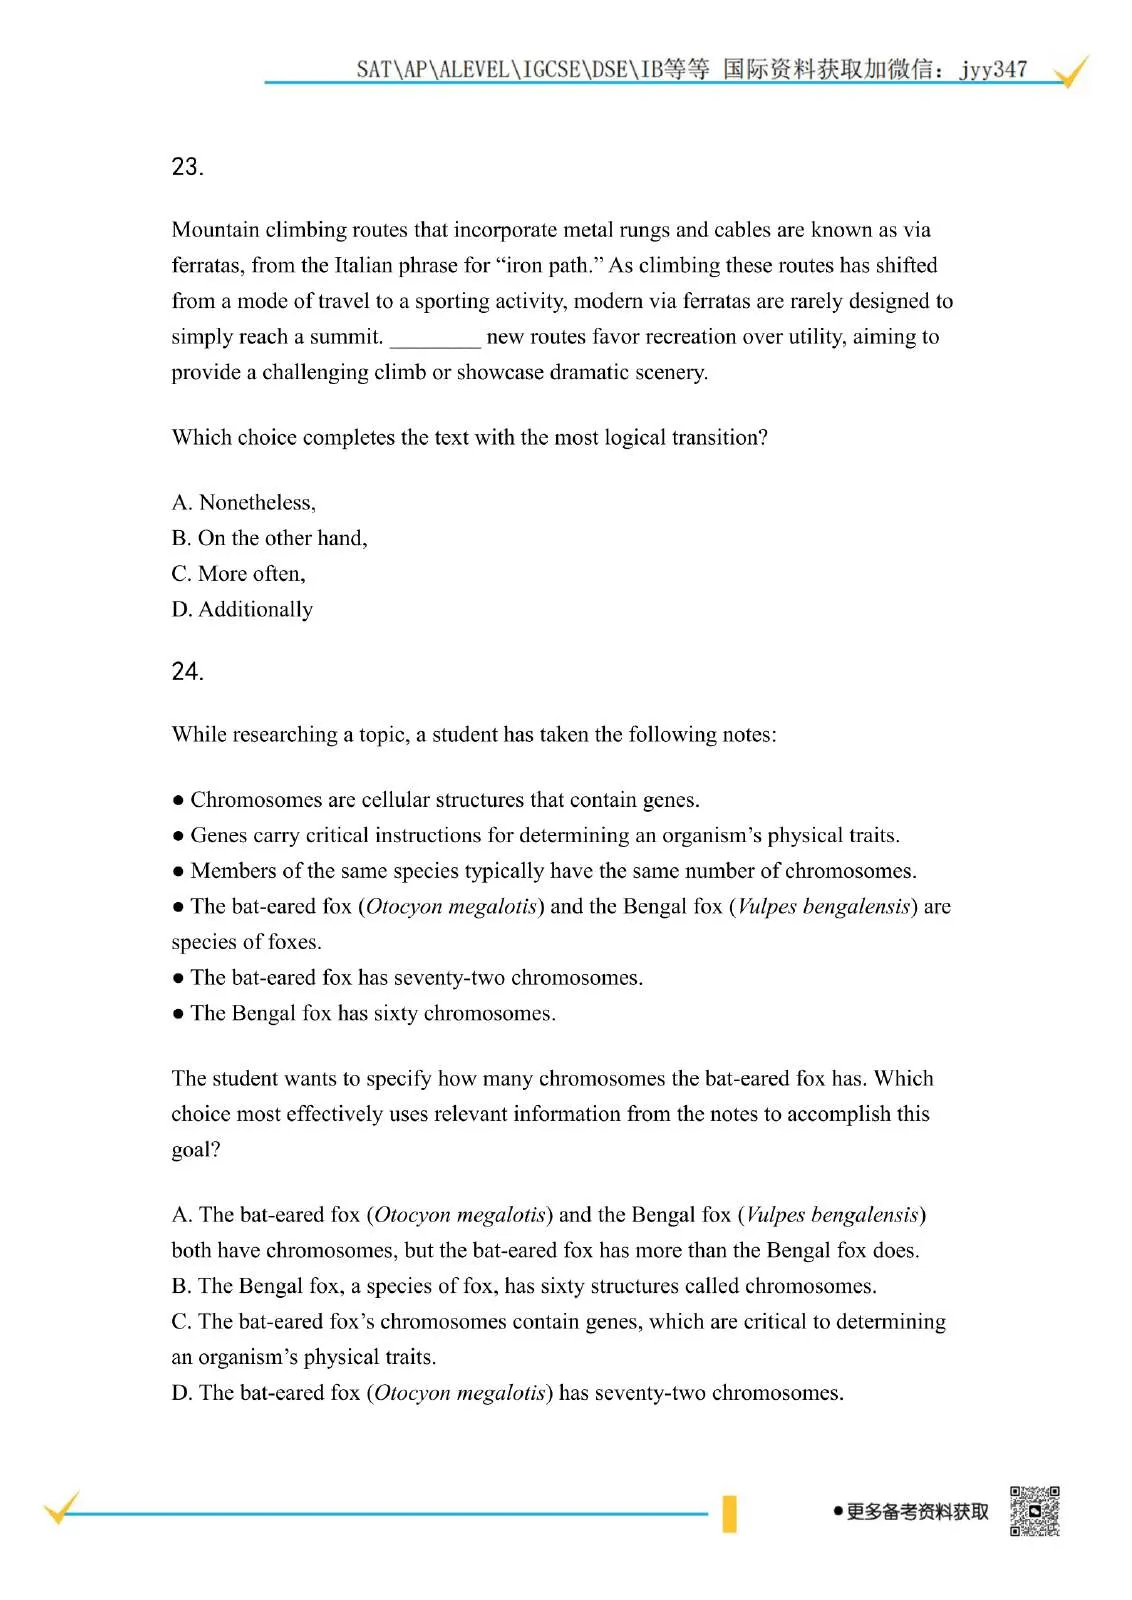 SAT\AP\ALEVEL\IGCSE\DSE\IB等等 国际资料获取加微信：jyy347
23.
Mountain climbing routes that incorporate metal rungs and cables are known as via
ferratas, from the Italian phrase for “iron path.” As climbing these routes has shifted
from a mode of travel to a sporting activity, modern via ferratas are rarely designed to
simply reach a summit. ________ new routes favor recreation over utility, aiming to
provide a challenging climb or showcase dramatic scenery.
Which choice completes the text with the most logical transition?
A. Nonetheless,
B. On the other hand,
C. More often,
D. Additionally
24.
While researching a topic, a student has taken the following notes:
● Chromosomes are cellular structures that contain genes.
● Genes carry critical instructions for determining an organism’s physical traits.
● Members of the same species typically have the same number of chromosomes.
● The bat-eared fox (Otocyon megalotis) and the Bengal fox (Vulpes bengalensis) are
species of foxes.
● The bat-eared fox has seventy-two chromosomes.
● The Bengal fox has sixty chromosomes.
The student wants to specify how many chromosomes the bat-eared fox has. Which
choice most effectively uses relevant information from the notes to accomplish this
goal?
A. The bat-eared fox (Otocyon megalotis) and the Bengal fox (Vulpes bengalensis)
both have chromosomes, but the bat-eared fox has more than the Bengal fox does.
B. The Bengal fox, a species of fox, has sixty structures called chromosomes.
C. The bat-eared fox’s chromosomes contain genes, which are critical to determining
an organism’s physical traits.
D. The bat-eared fox (Otocyon megalotis) has seventy-two chromosomes.
●更多备考资料获取